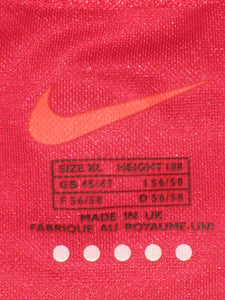 SIZE XL HEIGHT 188
GB 45/47 I 56/58
F 56/58 D 56/58
MADE IN UK
FABRIQUE AU ROYAUME-UNI